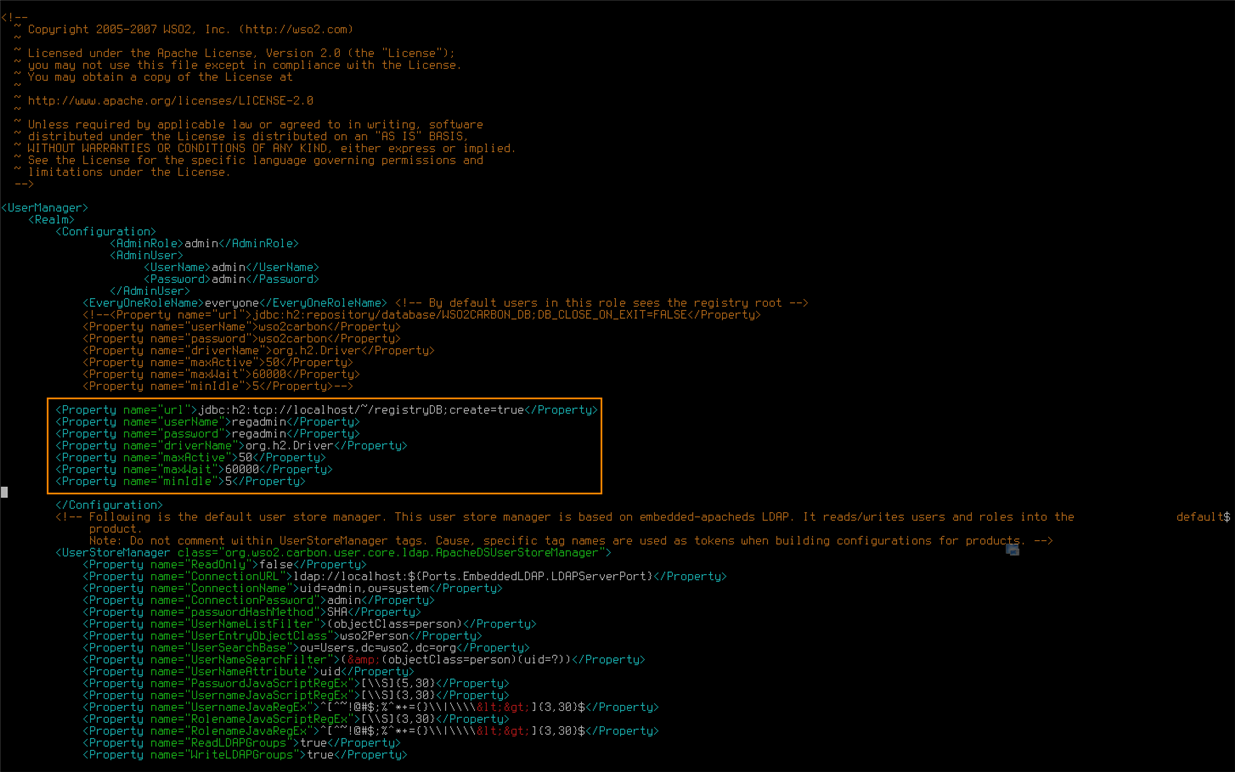 <!--
~ Copyright 2005-2007 WSO2, Inc. (http://wso2.com)
~
~ Licensed under the Apache License, Version 2.0 (the "License");
~ you may not use this file except in compliance with the License.
~ You may obtain a copy of the License at
~
~ http://www.apache.org/licenses/LICENSE-2.0
~
~ Unless required by applicable law or agreed to in writing, software
~ distributed under the License is distributed on an "AS IS" BASIS,
~ WITHOUT WARRANTIES OR CONDITIONS OF ANY KIND, either express or implied.
~ See the License for the specific language governing permissions and
~ limitations under the License.
-->
<UserManager>
<Realm>
<Configuration>
<AdminRole>admin</AdminRole>
<AdminUser>
<UserName>admin</UserName>
<Password>admin</Password>
</AdminUser>
<EveryOneRoleName>everyone</EveryOneRoleName> <!-- By default users in this role sees the registry root -->
<!--<Property name="url">jdbc:h2:repository/database/WSO2CARBON_DB;DB_CLOSE_ON_EXIT=FALSE</Property>
<Property name="userName">wso2carbon</Property>
<Property name="password">wso2carbon</Property>
<Property name="driverName">org.h2.Driver</Property>
<Property name="maxActive">50</Property>
<Property name="maxWait">60000</Property>
<Property name="minIdle">5</Property>-->
<Property name="url">jdbc:h2:tcp://localhost/~/registryDB;create=true</Property>
<Property name="userName">regadmin</Property>
<Property name="password">regadmin</Property>
<Property name="driverName">org.h2.Driver</Property>
<Property name="maxActive">50</Property>
<Property name="maxWait">60000</Property>
<Property name="minIdle">5</Property>
</Configuration>
<!-- Following is the default user store manager. This user store manager is based on embedded-apacheds LDAP. It reads/writes users and roles into the default$
product.
Note: Do not comment within UserStoreManager tags. Cause, specific tag names are used as tokens when building configurations for products. -->
<UserStoreManager class="org.wso2.carbon.user.core.ldap.ApacheDSUserStoreManager">
<Property name="ReadOnly">false</Property>
<Property name="ConnectionURL">ldap://localhost:${Ports.EmbeddedLDAP.LDAPServerPort}</Property>
<Property name="ConnectionName">uid=admin,ou=system</Property>
<Property name="ConnectionPassword">admin</Property>
<Property name="passwordHashMethod">SHA</Property>
<Property name="UserNameListFilter">(objectClass=person)</Property>
<Property name="UserEntryObjectClass">wso2Person</Property>
<Property name="UserSearchBase">ou=Users,dc=wso2,dc=org</Property>
<Property name="UserNameSearchFilter">(&amp;(objectClass=person)(uid=?))</Property>
<Property name="UserNameAttribute">uid</Property>
<Property name="PasswordJavaScriptRegEx">[\\S]{5,30}</Property>
<Property name="UsernameJavaScriptRegEx">[\\S]{3,30}</Property>
<Property name="UsernameJavaRegEx">^[^~!@#$;%^*+={}\\|\\\\&lt;&gt;]{3,30}$</Property>
<Property name="RolenameJavaScriptRegEx">[\\S]{3,30}</Property>
<Property name="RolenameJavaRegEx">^[^~!@#$;%^*+={}\\|\\\\&lt;&gt;]{3,30}$</Property>
<Property name="ReadLDAPGroups">true</Property>
<Property name="WriteLDAPGroups">true</Property>